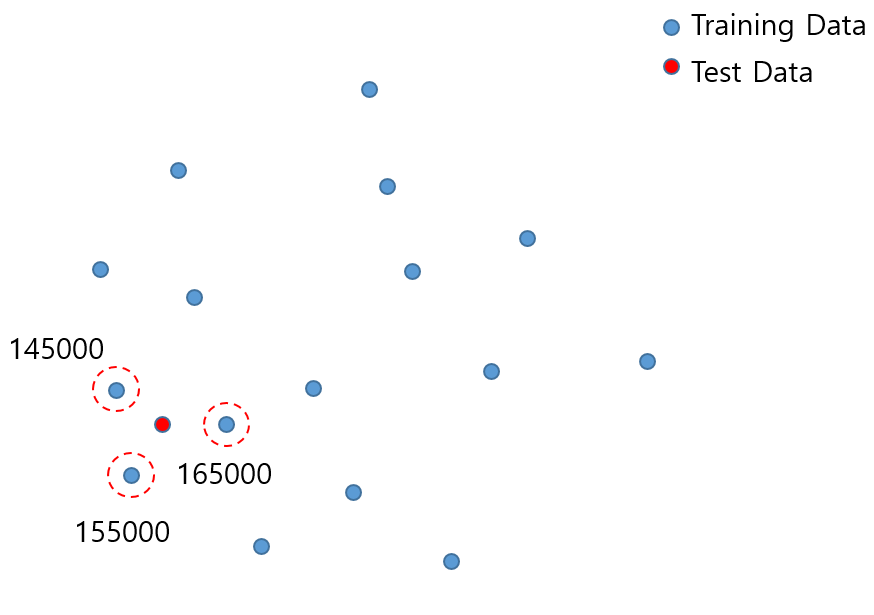 Training Data
Test Data
145000
165000
155000